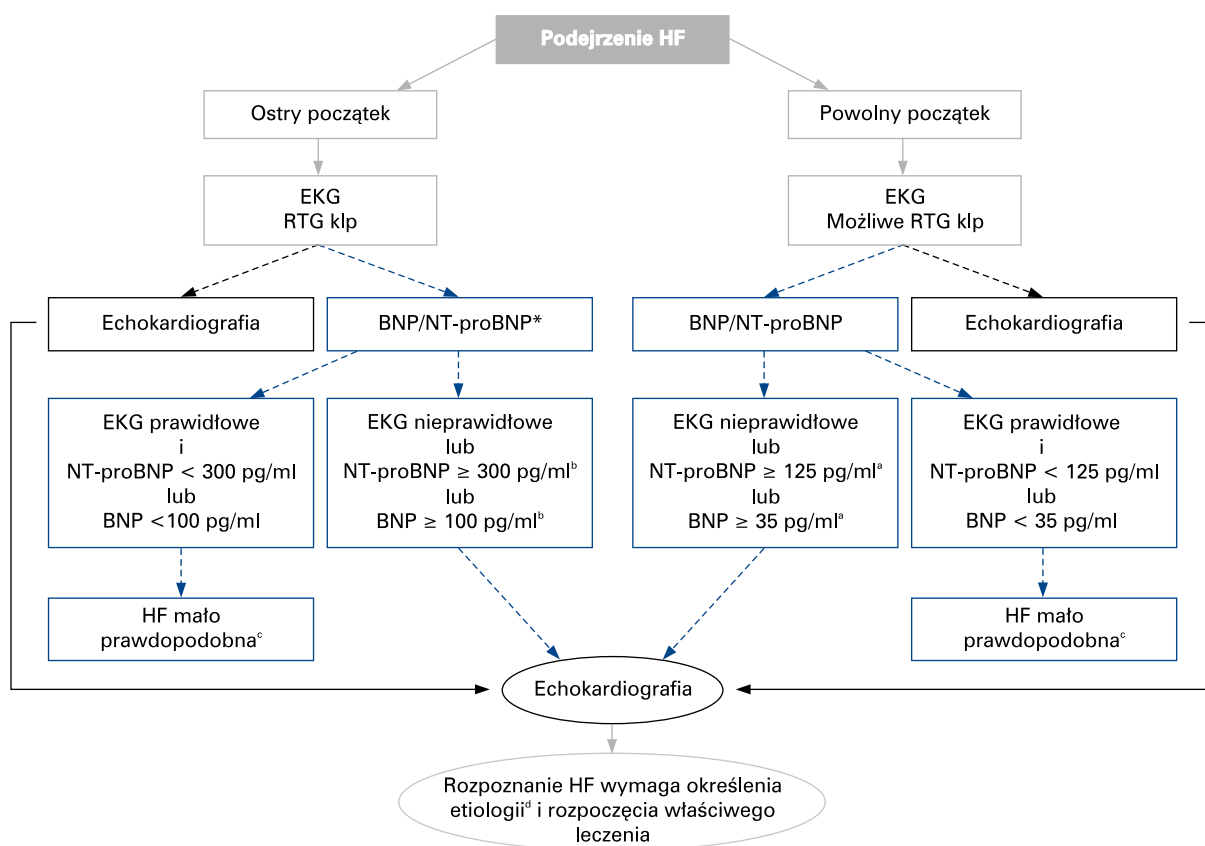 Podejrzenie HF
Ostry początek
Powolny początek
EKG
RTG klp
EKG
Możliwe RTG klp
Echokardiografia
BNP/NT-proBNP*
BNP/NT-proBNP
Echokardiografia
EKG prawidłowe
i
NT-proBNP < 300 pg/ml
lub
BNP <100 pg/ml
EKG nieprawidłowe
lub
NT-proBNP ≥ 300 pg/mlᵇ
lub
BNP ≥ 100 pg/mlᵇ
EKG nieprawidłowe
lub
NT-proBNP ≥ 125 pg/mlᵃ
lub
BNP ≥ 35 pg/mlᵃ
EKG prawidłowe
i
NT-proBNP < 125 pg/ml
lub
BNP < 35 pg/ml
HF mało
prawdopodobnaᶜ
HF mało
prawdopodobnaᶜ
Echokardiografia
Rozpoznanie HF wymaga określenia
etiologiiᵈ i rozpoczęcia właściwego
leczenia